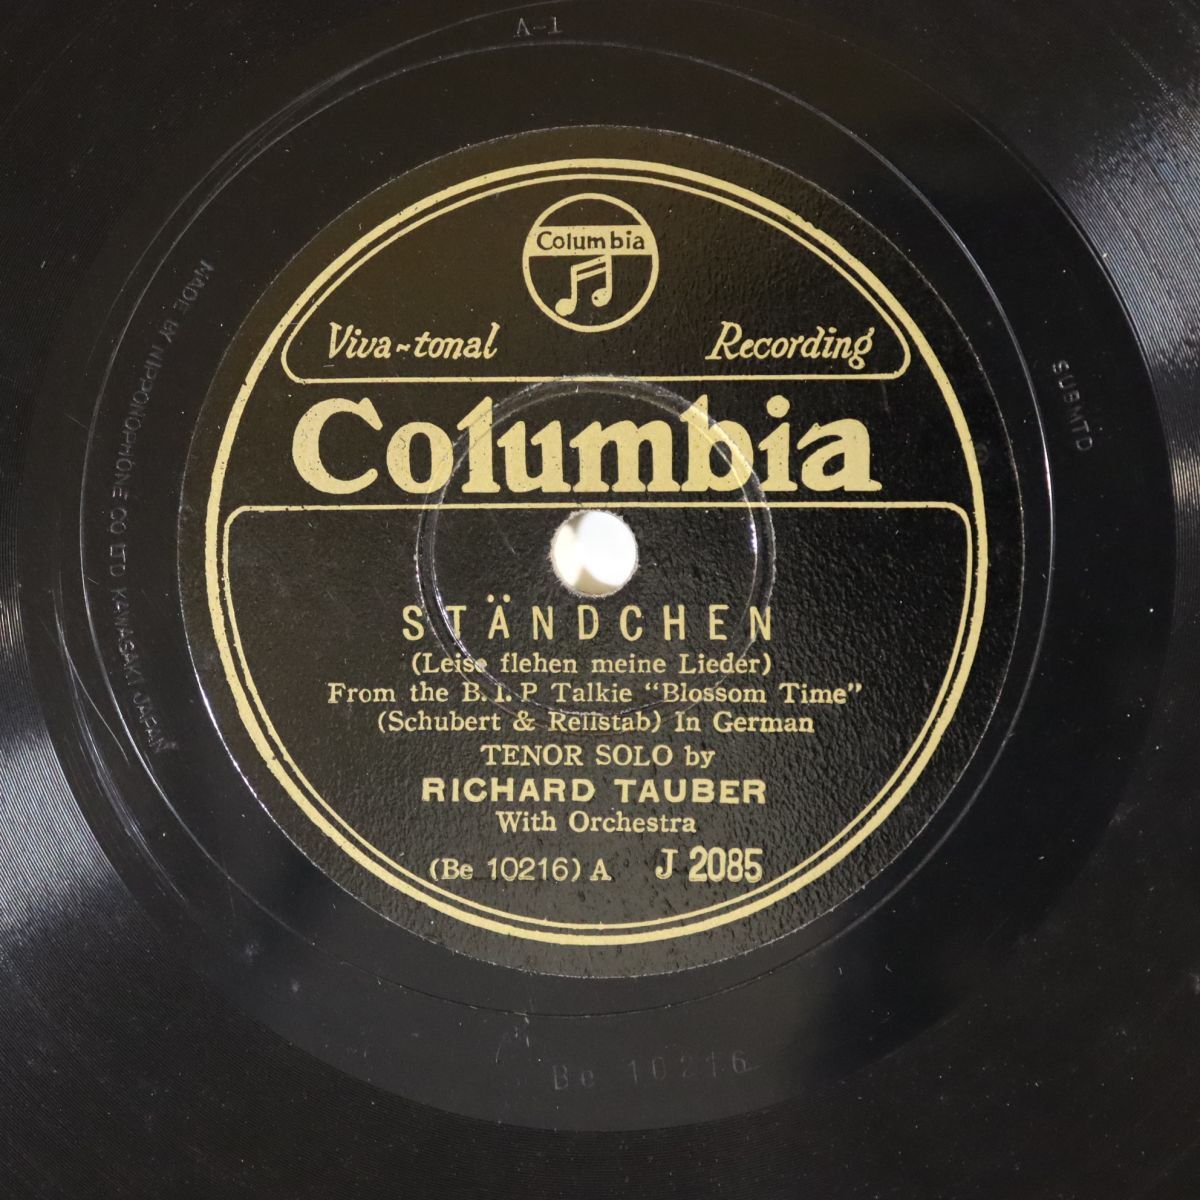 A-1
Columbia
Viva-tonal Recording
Columbia
STÄNDCHEN
(Leise flehen meine Lieder)
From the B.I.P Talkie “Blossom Time”
(Schubert & Rellstab) In German
TENOR SOLO by
RICHARD TAUBER
With Orchestra
(Be 10216) A J 2085
MADE BY NIPPONOPHONE CO LTD KAWASAKI JAPAN
SUBMTD
Be 10216